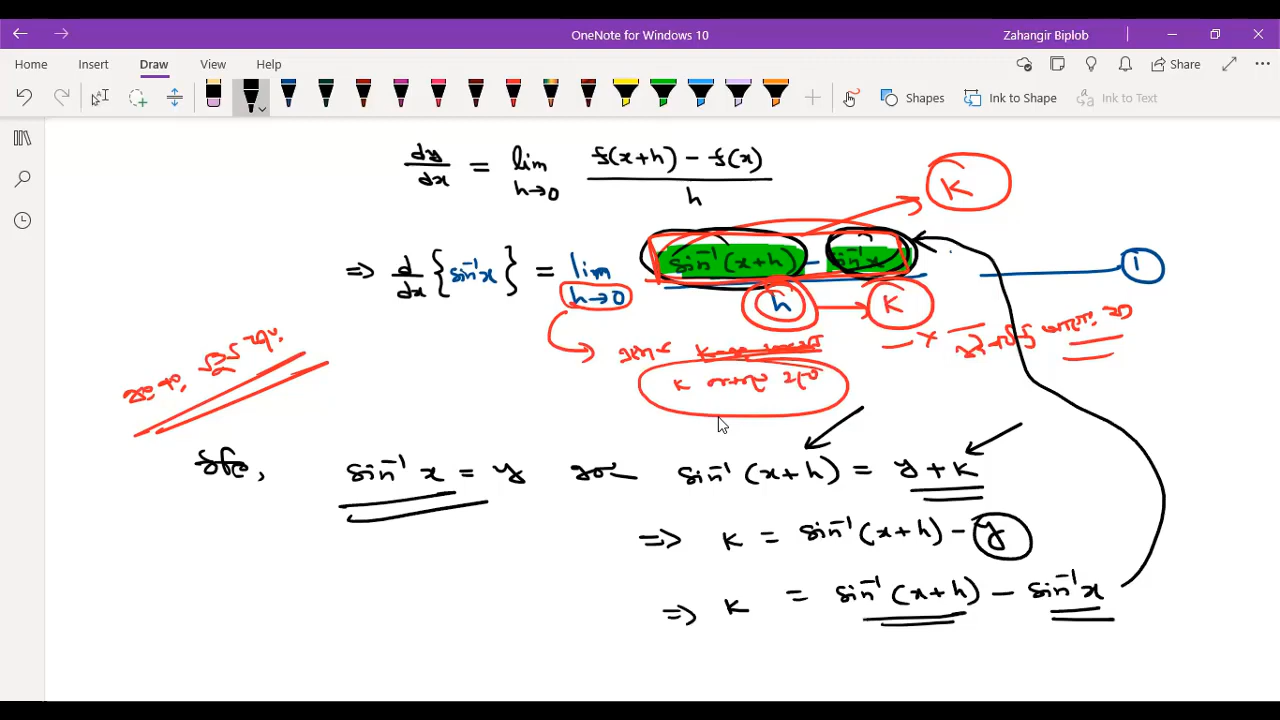 OneNote for Windows 10
Zahangir Biplob
Home Insert Draw View Help
Share
Shapes
Ink to Shape
Ink to Text
dy/dx = lim h→0 f(x+h) - f(x) / h
K
=> d/dx {sin⁻¹x} = lim h→0 sin⁻¹(x+h) - sin⁻¹x / h
1
K
K
sin⁻¹ x = y
sin⁻¹ (x+h) = y + k
=> k = sin⁻¹(x+h) - y
=> k = sin⁻¹(x+h) - sin⁻¹x